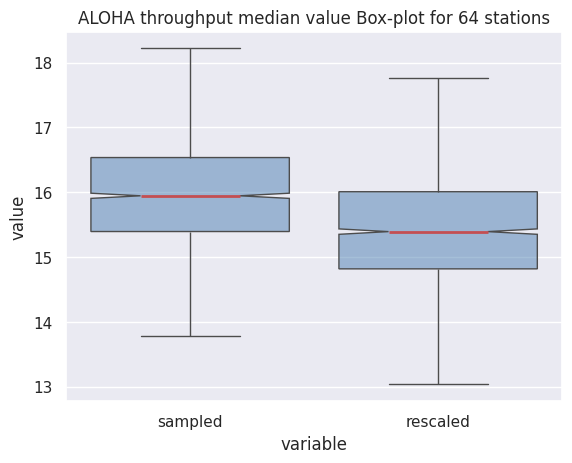 ALOHA throughput median value Box-plot for 64 stations
18
17
16
15
14
13
value
sampled rescaled
variable